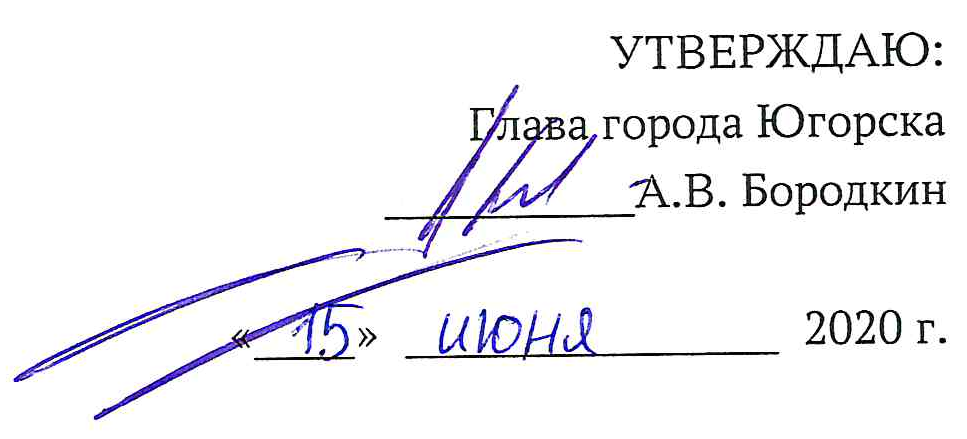 УТВЕРЖДАЮ:
Глава города Югорска
А.В. Бородкин
«15» июня 2020 г.